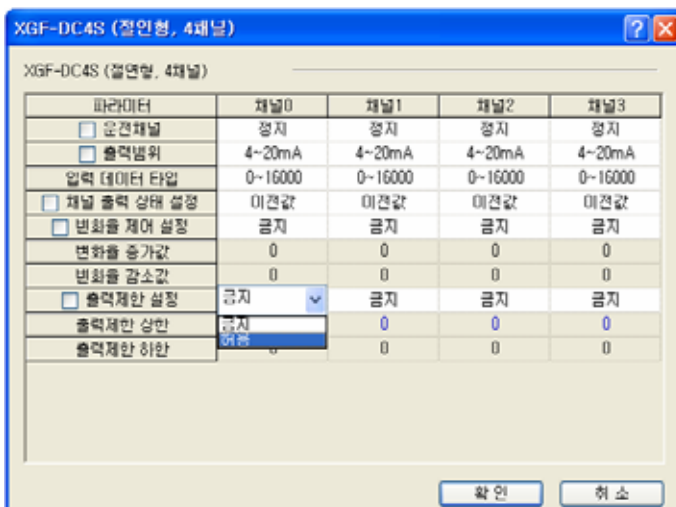 XGF-DC4S (절연형, 4채널)
XGF-DC4S (절연형, 4채널)
파라미터 채널0 채널1 채널2 채널3
운전채널 정지 정지 정지 정지
출력범위 4~20mA 4~20mA 4~20mA 4~20mA
입력 데이터 타입 0~16000 0~16000 0~16000 0~16000
채널 출력 상태 설정 이전값 이전값 이전값 이전값
변화율 제어 설정 금지 금지 금지 금지
변화율 증가값 0 0 0 0
변화율 감소값 0 0 0 0
출력제한 설정 금지 금지 금지 금지
출력제한 상한 금지 0 0 0
허용
출력제한 하한 0 0 0 0
확인 취소